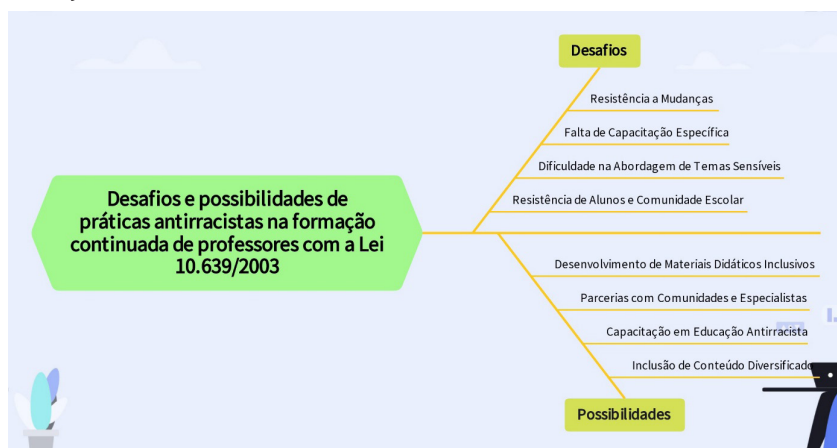 Desafios
Resistência a Mudanças
Falta de Capacitação Específica
Dificuldade na Abordagem de Temas Sensíveis
Resistência de Alunos e Comunidade Escolar
Desafios e possibilidades de
práticas antirracistas na formação
continuada de professores com a Lei
10.639/2003
Desenvolvimento de Materiais Didáticos Inclusivos
Parcerias com Comunidades e Especialistas
Capacitação em Educação Antirracista
Inclusão de Conteúdo Diversificado
Possibilidades